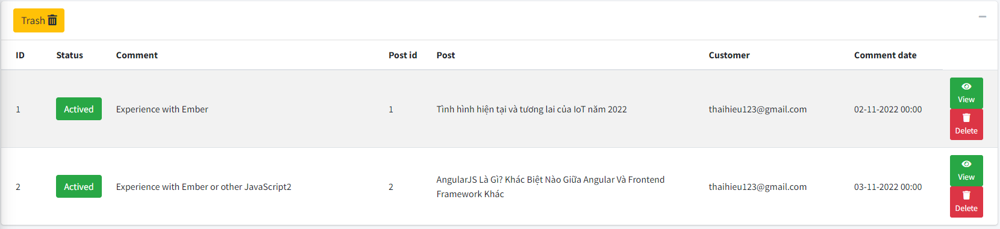 Trash
ID Status Comment Post id Post Customer Comment date
View
1 Actived Experience with Ember 1 Tình hình hiện tại và tương lai của IoT năm 2022 thaihieu123@gmail.com 02-11-2022 00:00
Delete
View
AngularJS Là Gì? Khác Biệt Nào Giữa Angular Và Frontend
2 Actived Experience with Ember or other JavaScript2 2 thaihieu123@gmail.com 03-11-2022 00:00
Framework Khác
Delete